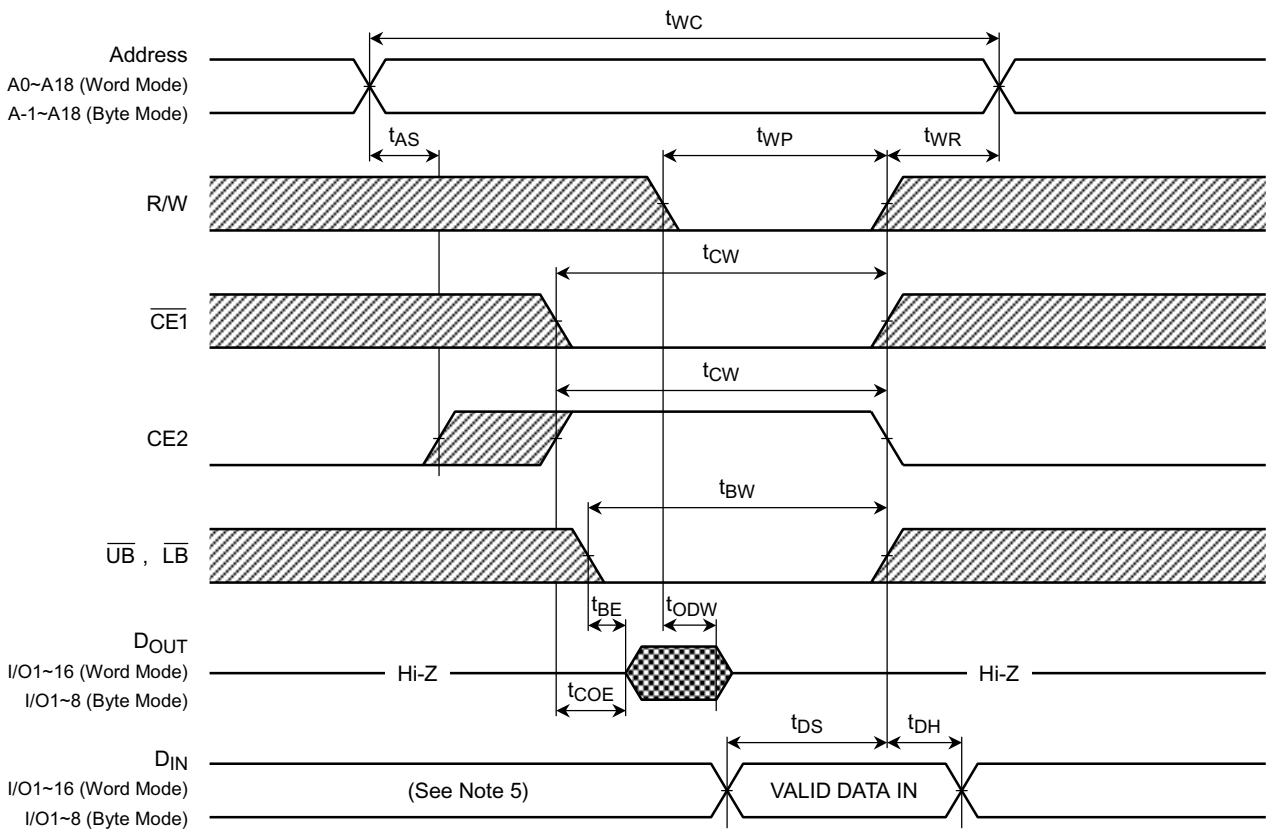 tWC
Address
A0~A18 (Word Mode)
A-1~A18 (Byte Mode)
tAS
tWP
tWR
R/W
tCW
CE1
tCW
CE2
tBW
UB , LB
tBE
tODW
DOUT
I/O1~16 (Word Mode)
I/O1~8 (Byte Mode)
Hi-Z
Hi-Z
tCOE
tDS
tDH
DIN
I/O1~16 (Word Mode)
I/O1~8 (Byte Mode)
(See Note 5)
VALID DATA IN